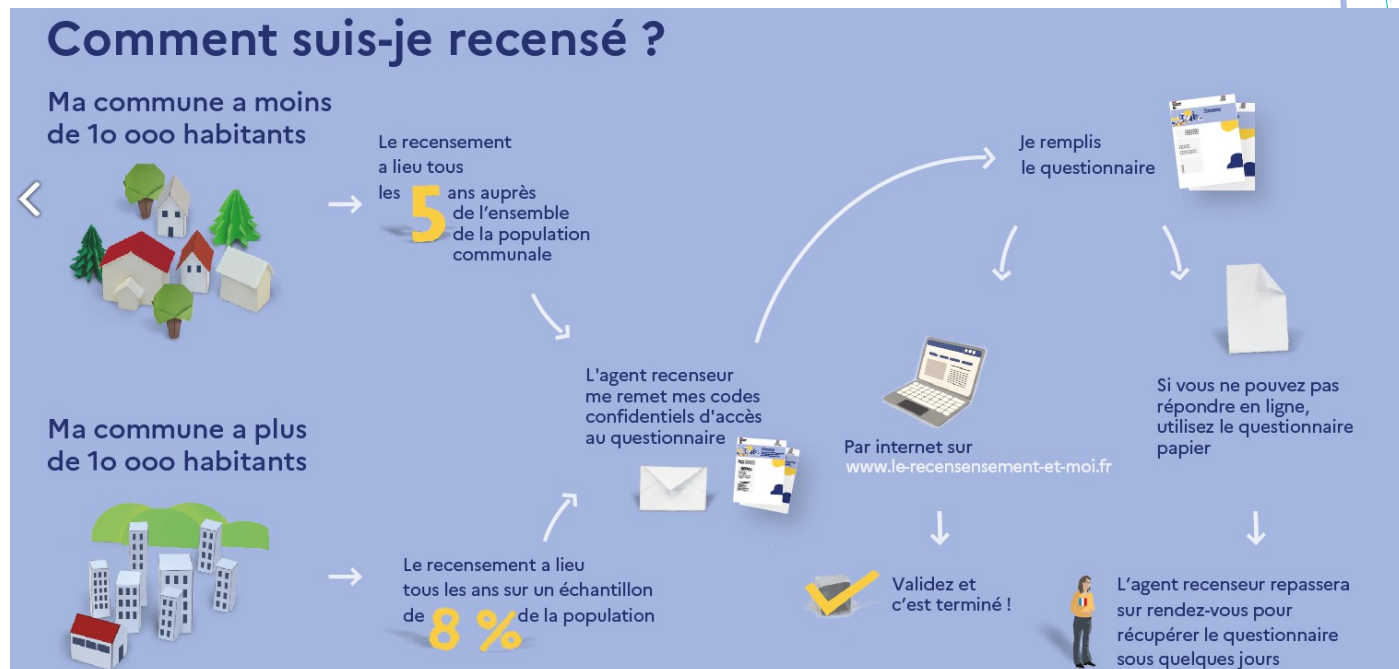 Comment suis-je recensé ?
Ma commune a moins
de 10 000 habitants
Le recensement
a lieu tous
les 5 ans auprès
de l'ensemble
de la population
communale
Ma commune a plus
de 10 000 habitants
Le recensement a lieu
tous les ans sur un échantillon
de 8 % de la population
L'agent recenseur
me remet mes codes
confidentiels d'accès
au questionnaire
Je remplis
le questionnaire
Par internet sur
www.le-recensensement-et-moi.fr
Validez et
c'est terminé !
Si vous ne pouvez pas
répondre en ligne,
utilisez le questionnaire
papier
L'agent recenseur repassera
sur rendez-vous pour
récupérer le questionnaire
sous quelques jours